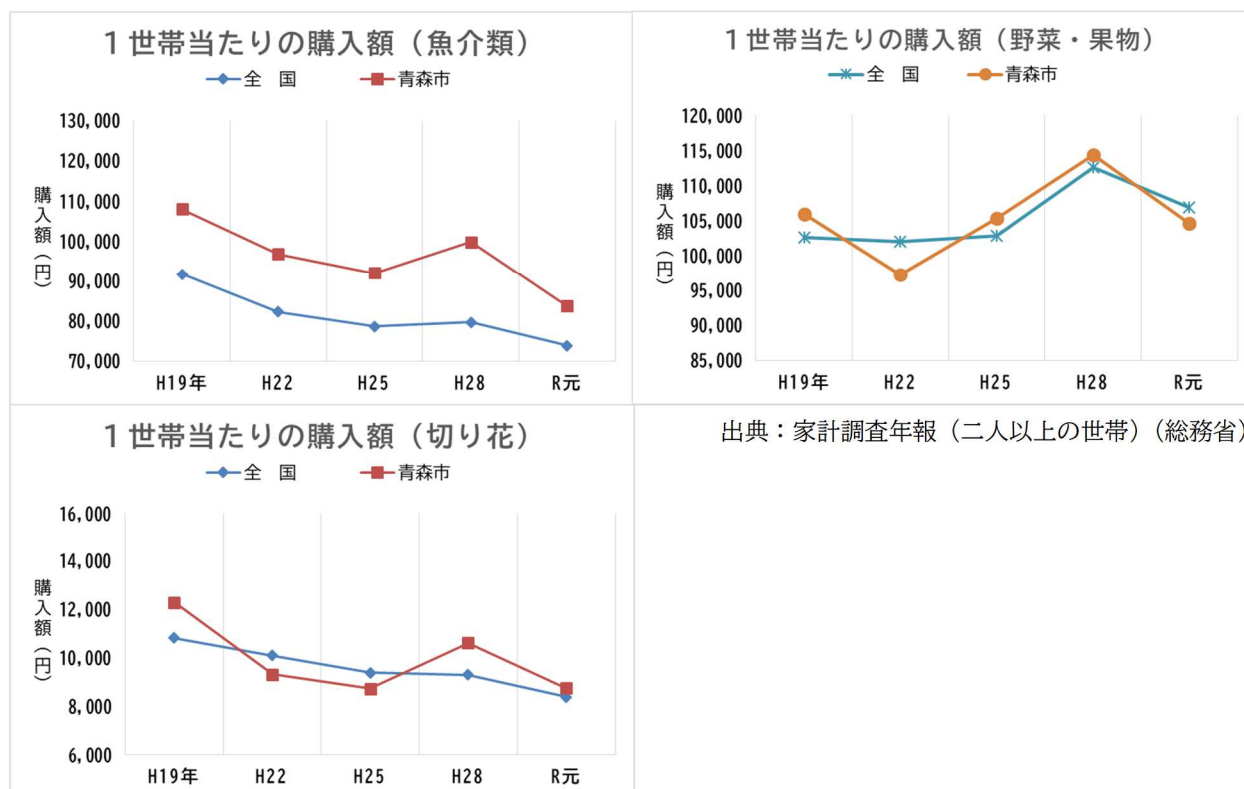 １世帯当たりの購入額（魚介類）
全　国　青森市
130,000
120,000
110,000
100,000
90,000
80,000
70,000
購入額（円）
H19年　H22　H25　H28　R元
１世帯当たりの購入額（野菜・果物）
全　国　青森市
120,000
115,000
110,000
105,000
100,000
95,000
90,000
85,000
購入額（円）
H19年　H22　H25　H28　R元
１世帯当たりの購入額（切り花）
全　国　青森市
16,000
14,000
12,000
10,000
8,000
6,000
購入額（円）
H19年　H22　H25　H28　R元
出典：家計調査年報（二人以上の世帯）（総務省）